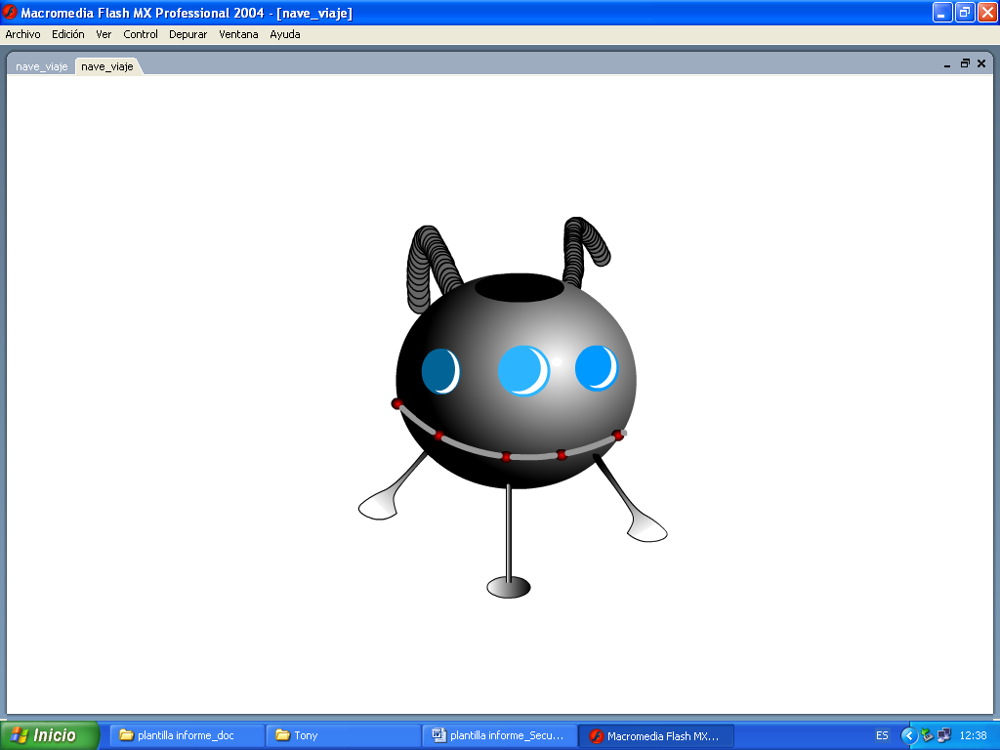 Macromedia Flash MX Professional 2004 - [nave_viaje]
Archivo Edición Ver Control Depurar Ventana Ayuda
nave_viaje nave_viaje
Inicio plantilla informe_doc Tony plantilla informe_Secu... Macromedia Flash MX... ES 12:38